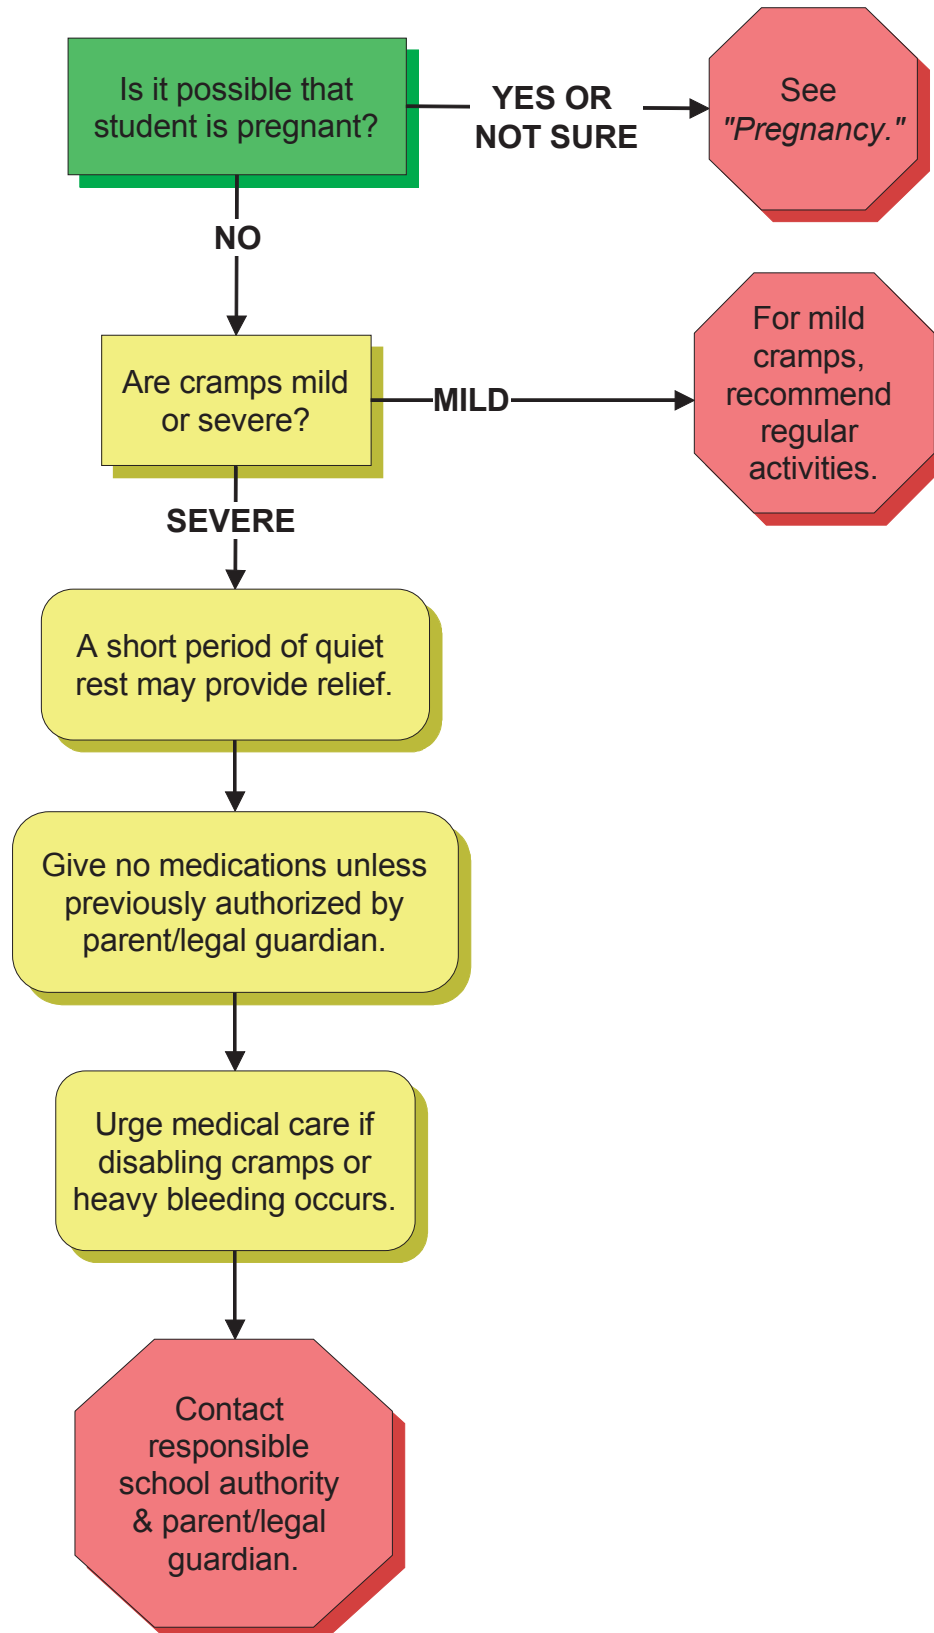 Is it possible that
student is pregnant?
YES OR
NOT SURE
See
"Pregnancy."
NO
Are cramps mild
or severe?
MILD
For mild
cramps,
recommend
regular
activities.
SEVERE
A short period of quiet
rest may provide relief.
Give no medications unless
previously authorized by
parent/legal guardian.
Urge medical care if
disabling cramps or
heavy bleeding occurs.
Contact
responsible
school authority
& parent/legal
guardian.